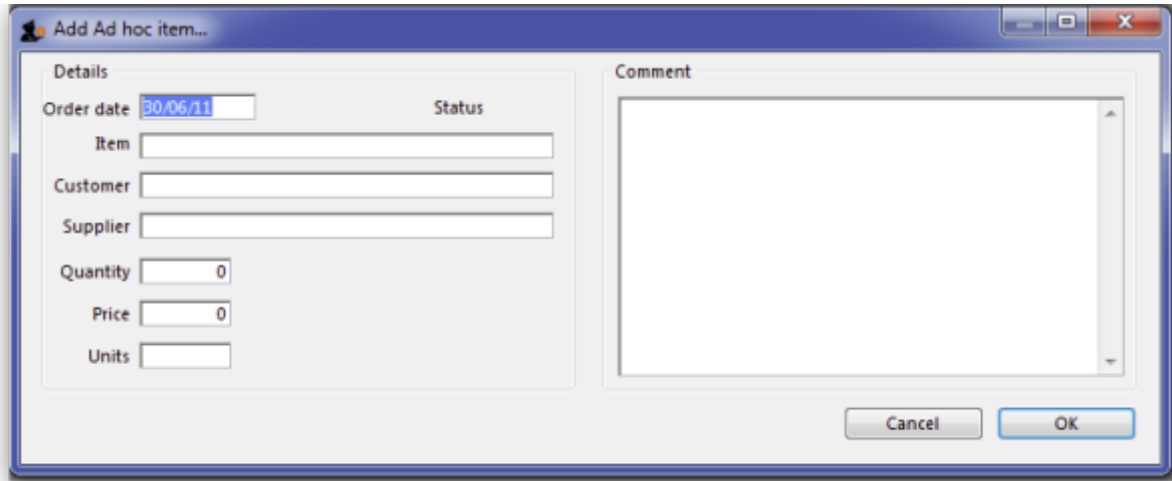 Add Ad hoc item...
Details
Order date 30/06/11 Status
Item
Customer
Supplier
Quantity 0
Price 0
Units
Comment
Cancel OK